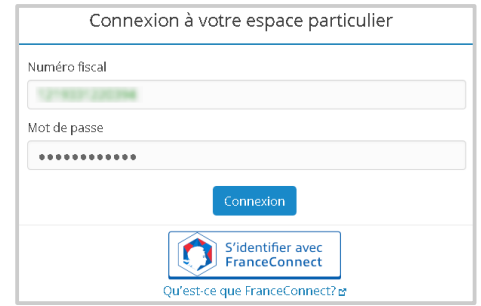 Connexion à votre espace particulier
Numéro fiscal
Mot de passe
••••••••••••
Connexion
S'identifier avec
FranceConnect
Qu'est-ce que FranceConnect?